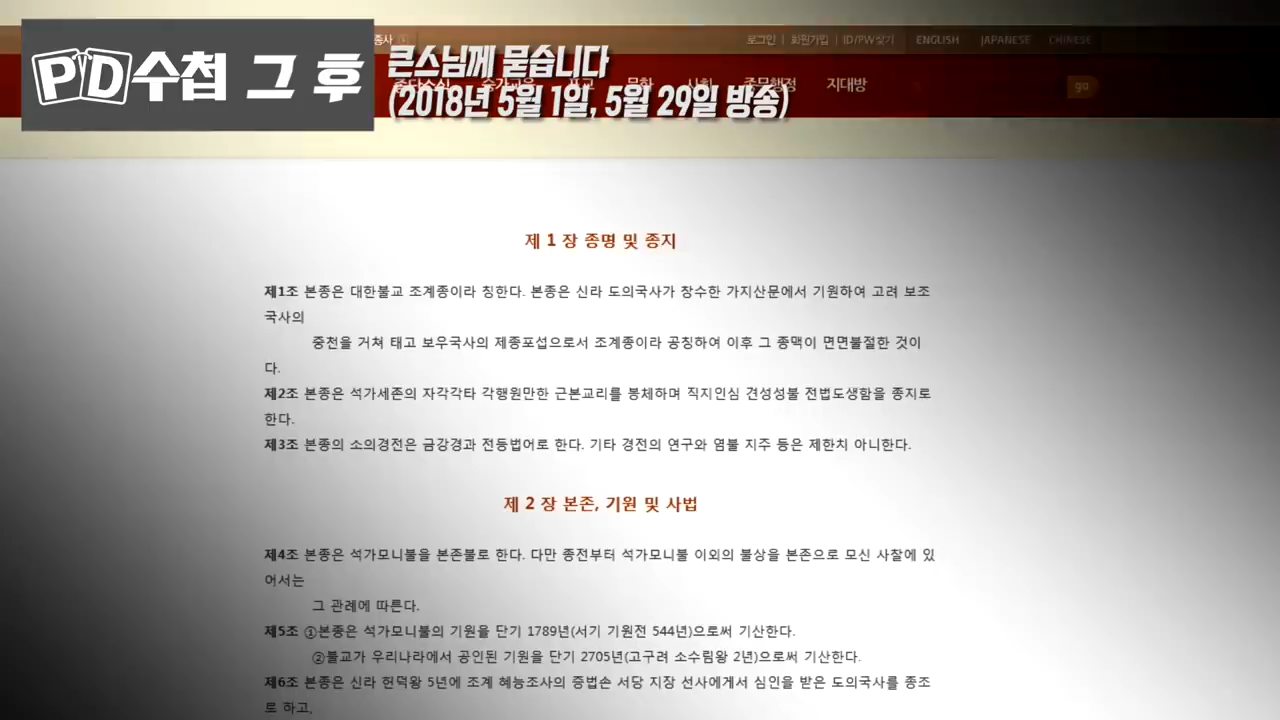 PD수첩 그 후
큰스님께 묻습니다
(2018년 5월 1일, 5월 29일 방송)
종사
로그인 | 회원가입 | ID/PW찾기 ENGLISH JAPANESE CHINESE
종단소식 승가교육 포교 문화 사회 종무행정 지대방
go
제 1 장 종명 및 종지
제1조 본종은 대한불교 조계종이라 칭한다. 본종은 신라 도의국사가 창수한 가지산문에서 기원하여 고려 보조
국사의
중천을 거쳐 태고 보우국사의 제종포섭으로서 조계종이라 공칭하여 이후 그 종맥이 면면불절한 것이
다.
제2조 본종은 석가세존의 자각각타 각행원만한 근본교리를 봉체하며 직지인심 견성성불 전법도생함을 종지로
한다.
제3조 본종의 소의경전은 금강경과 전등법어로 한다. 기타 경전의 연구와 염불 지주 등은 제한치 아니한다.
제 2 장 본존, 기원 및 사법
제4조 본종은 석가모니불을 본존불로 한다. 다만 종전부터 석가모니불 이외의 불상을 본존으로 모신 사찰에 있
어서는
그 관례에 따른다.
제5조 ①본종은 석가모니불의 기원을 단기 1789년(서기 기원전 544년)으로써 기산한다.
②불교가 우리나라에서 공인된 기원을 단기 2705년(고구려 소수림왕 2년)으로써 기산한다.
제6조 본종은 신라 헌덕왕 5년에 조계 혜능조사의 증법손 서당 지장 선사에게서 심인을 받은 도의국사를 종조
로 하고,